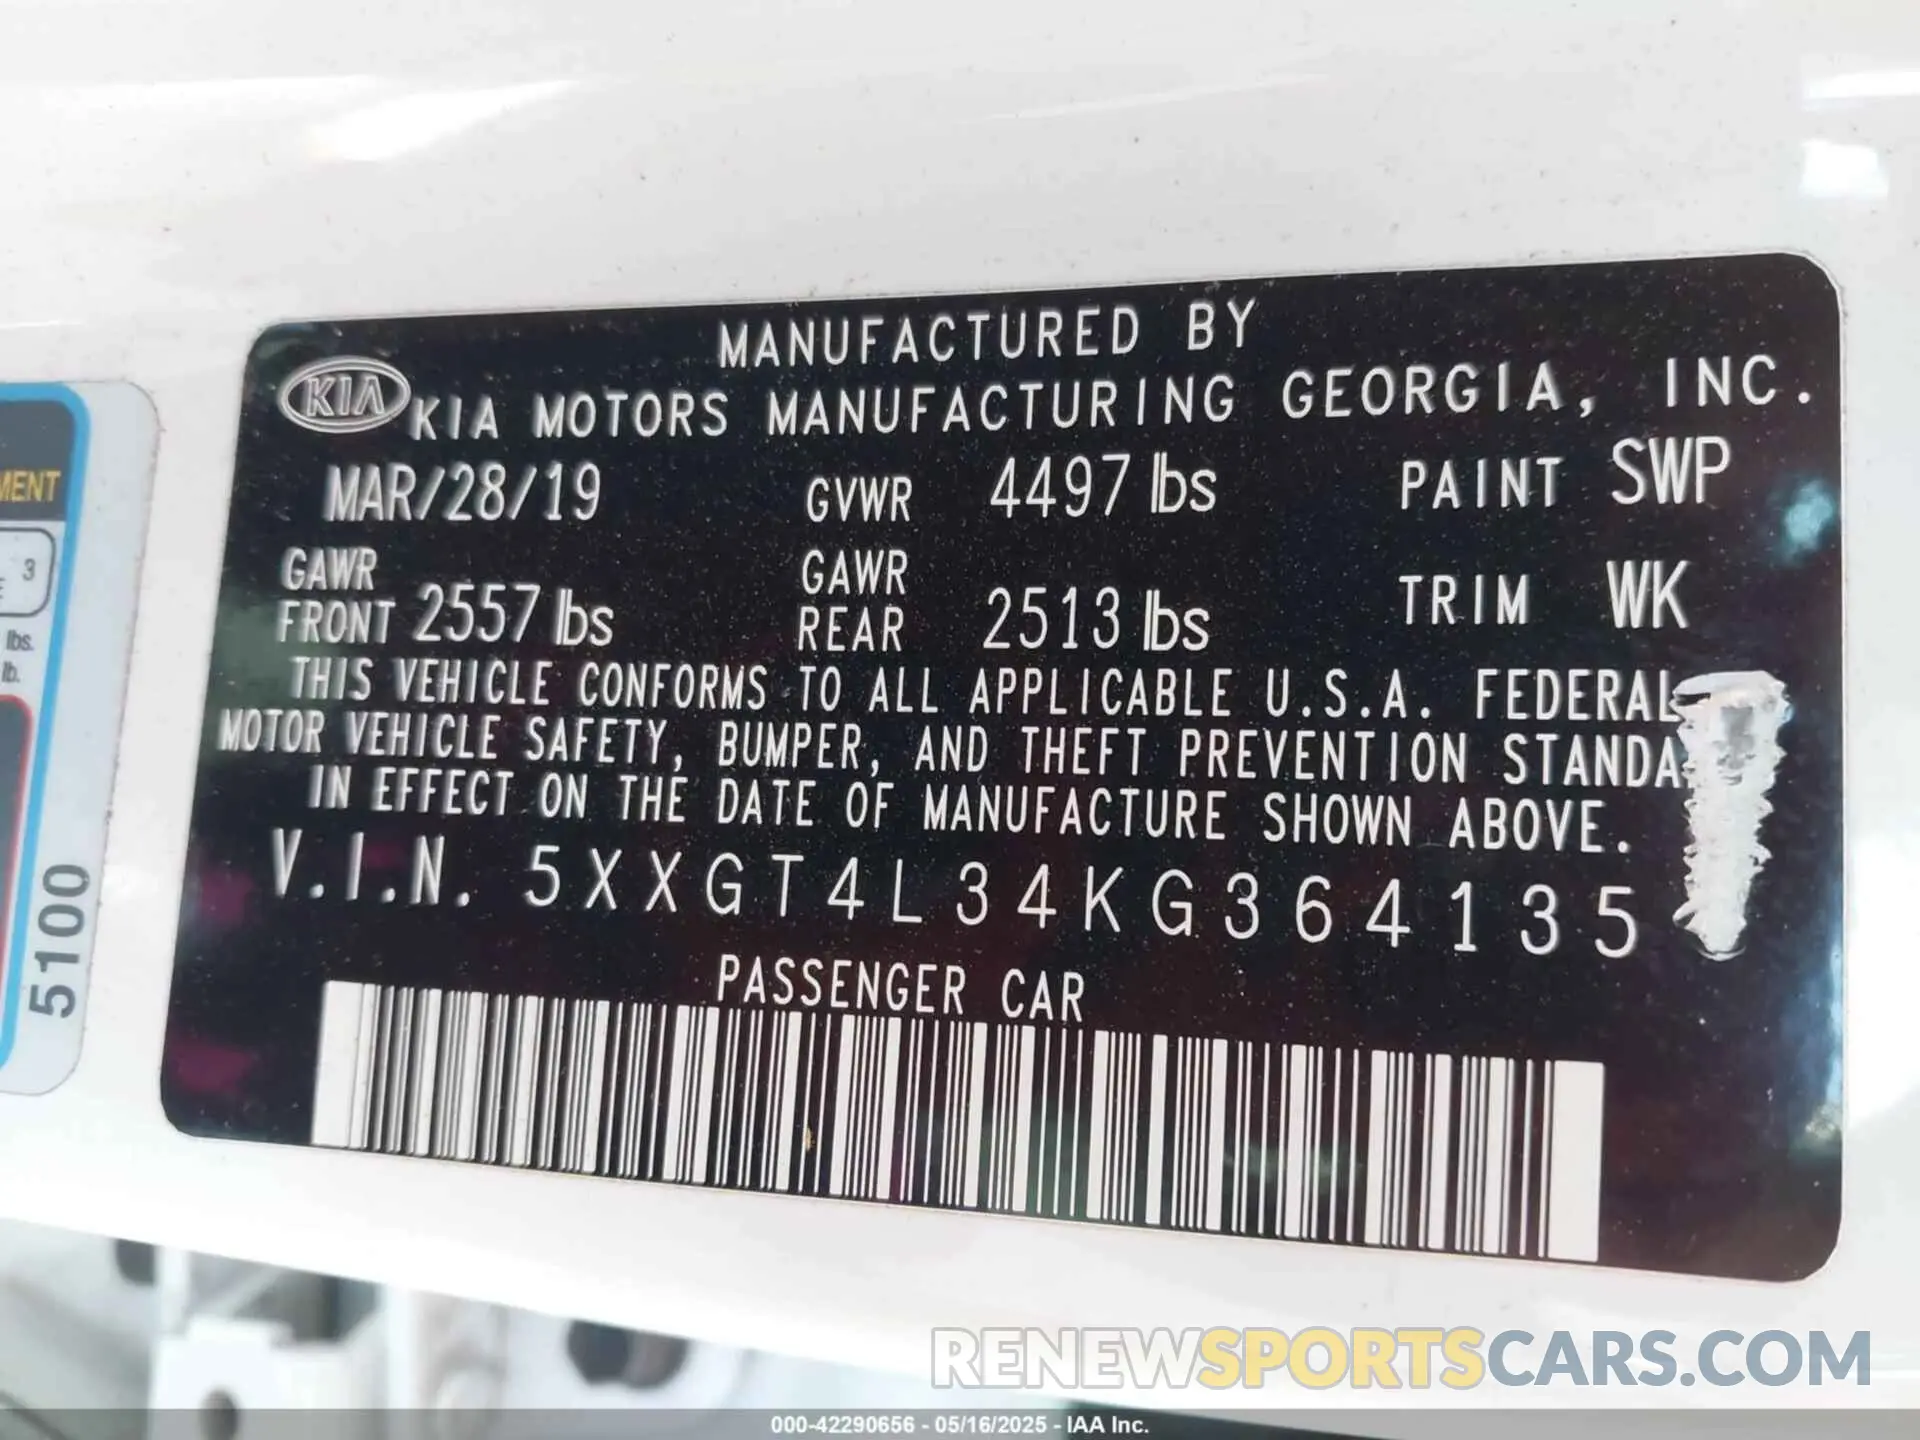 MANUFACTURED BY
KIA KIA MOTORS MANUFACTURING GEORGIA, INC.
MAR/28/19 GVWR 4497 lbs PAINT SWP
GAWR FRONT 2557 lbs GAWR REAR 2513 lbs TRIM WK
THIS VEHICLE CONFORMS TO ALL APPLICABLE U.S.A. FEDERAL
MOTOR VEHICLE SAFETY, BUMPER, AND THEFT PREVENTION STANDA
IN EFFECT ON THE DATE OF MANUFACTURE SHOWN ABOVE.
V.I.N. 5XXGT4L34KG364135
PASSENGER CAR
MENT
3
lbs.
lb.
5100
RENEWSPORTSCARS.COM
000-42290656 - 05/16/2025 - IAA Inc.